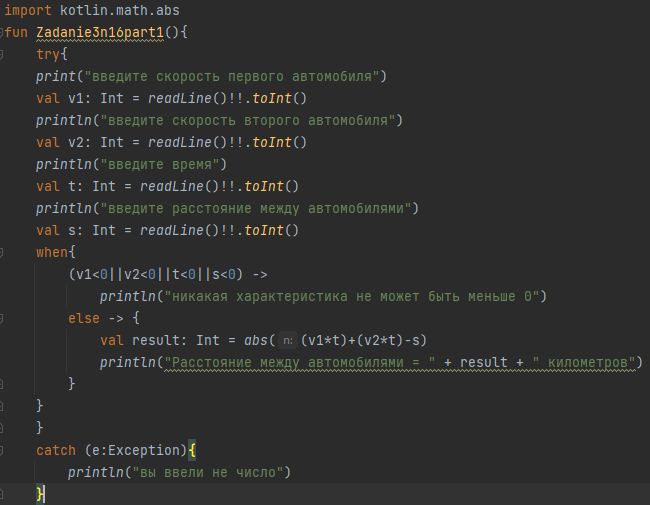 import kotlin.math.abs
fun Zadanie3n16part1(){
    try{
    print("введите скорость первого автомобиля")
    val v1: Int = readLine()!!.toInt()
    println("введите скорость второго автомобиля")
    val v2: Int = readLine()!!.toInt()
    println("введите время")
    val t: Int = readLine()!!.toInt()
    println("введите расстояние между автомобилями")
    val s: Int = readLine()!!.toInt()
    when{
        (v1<0||v2<0||t<0||s<0) ->
            println("никакая характеристика не может быть меньше 0")
        else -> {
            val result: Int = abs( n: (v1*t)+(v2*t)-s)
            println("Расстояние между автомобилями = " + result + " километров")
        }
    }
    }
    catch (e:Exception){
        println("вы ввели не число")
    }